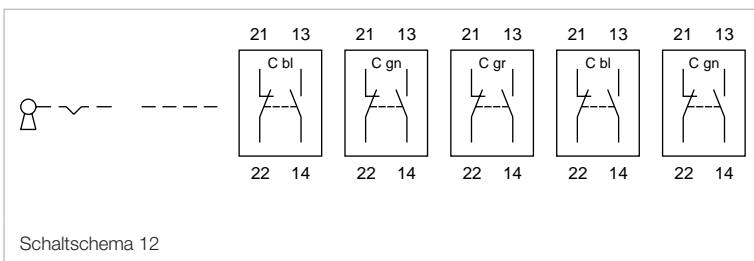 21 13 21 13 21 13 21 13 21 13
C bl C gn C gr C bl C gn
22 14 22 14 22 14 22 14 22 14
Schaltschema 12